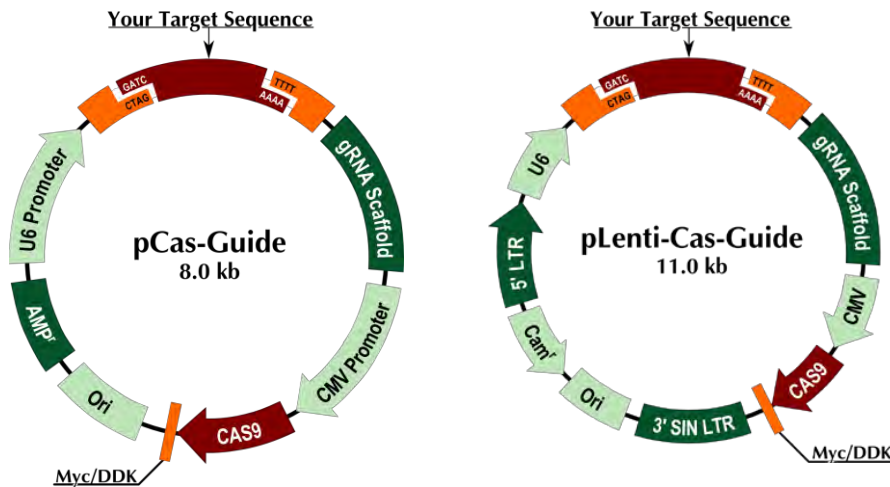 Your Target Sequence
GATC
CTAG
TTTT
AAAA
gRNA Scaffold
CMV Promoter
CAS9
Myc/DDK
Ori
AMPʳ
U6 Promoter
pCas-Guide
8.0 kb
Your Target Sequence
GATC
CTAG
TTTT
AAAA
gRNA Scaffold
CMV
CAS9
Myc/DDK
3' SIN LTR
Ori
Camʳ
5' LTR
U6
pLenti-Cas-Guide
11.0 kb